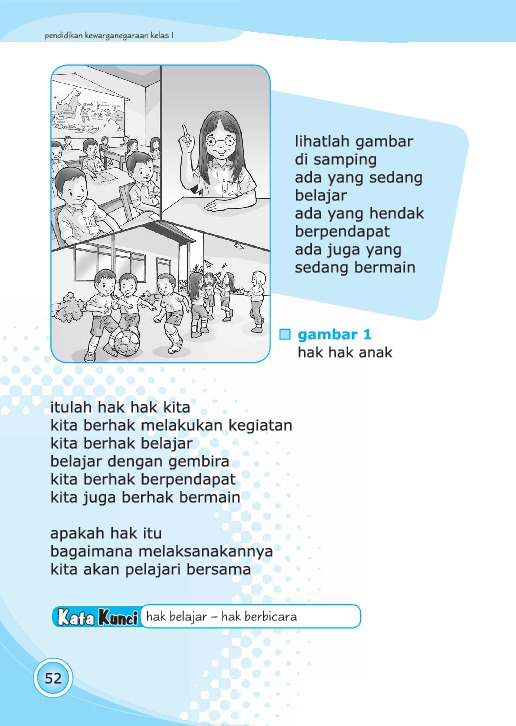 pendidikan kewarganegaraan kelas I
lihatlah gambar
di samping
ada yang sedang
belajar
ada yang hendak
berpendapat
ada juga yang
sedang bermain
gambar 1
hak hak anak
itulah hak hak kita
kita berhak melakukan kegiatan
kita berhak belajar
belajar dengan gembira
kita berhak berpendapat
kita juga berhak bermain
apakah hak itu
bagaimana melaksanakannya
kita akan pelajari bersama
Kata Kunci hak belajar – hak berbicara
52